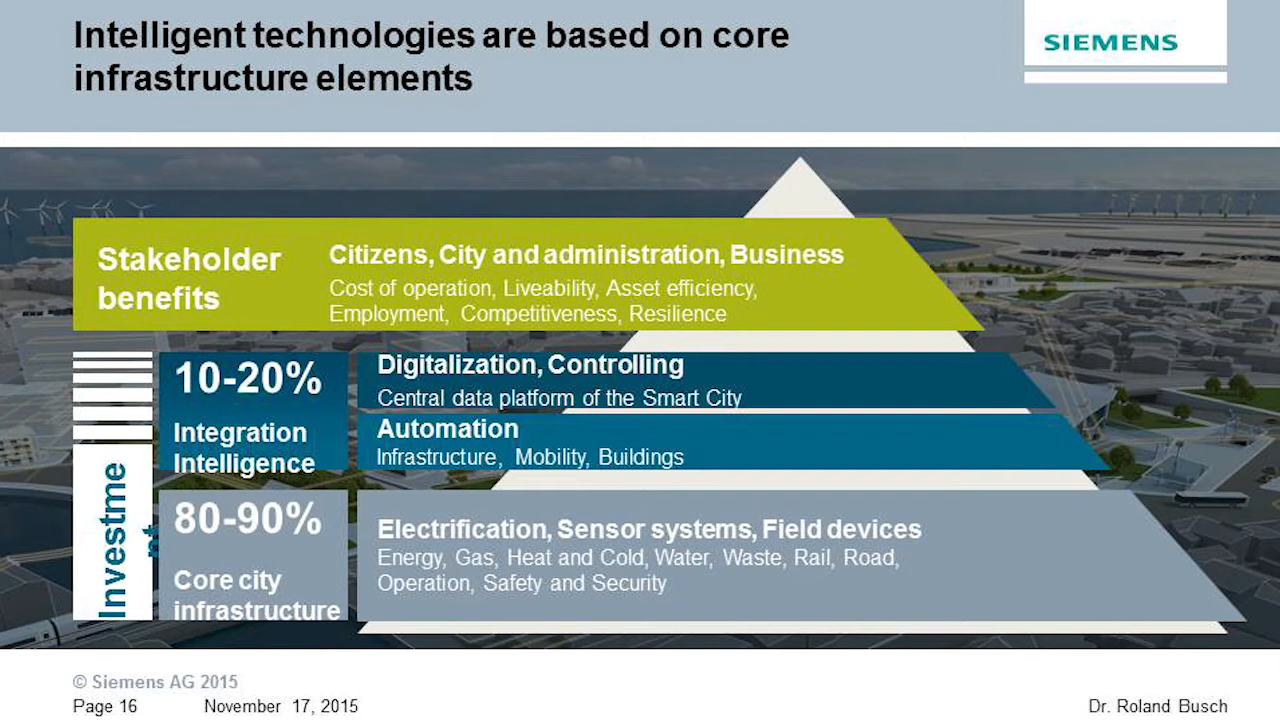 Intelligent technologies are based on core
infrastructure elements
SIEMENS
Stakeholder
benefits
Citizens, City and administration, Business
Cost of operation, Liveability, Asset efficiency,
Employment, Competitiveness, Resilience
10-20%
Integration
Intelligence
Digitalization, Controlling
Central data platform of the Smart City
Automation
Infrastructure, Mobility, Buildings
Investme
nt
80-90%
Core city
infrastructure
Electrification, Sensor systems, Field devices
Energy, Gas, Heat and Cold, Water, Waste, Rail, Road,
Operation, Safety and Security
© Siemens AG 2015
Page 16 November 17, 2015 Dr. Roland Busch